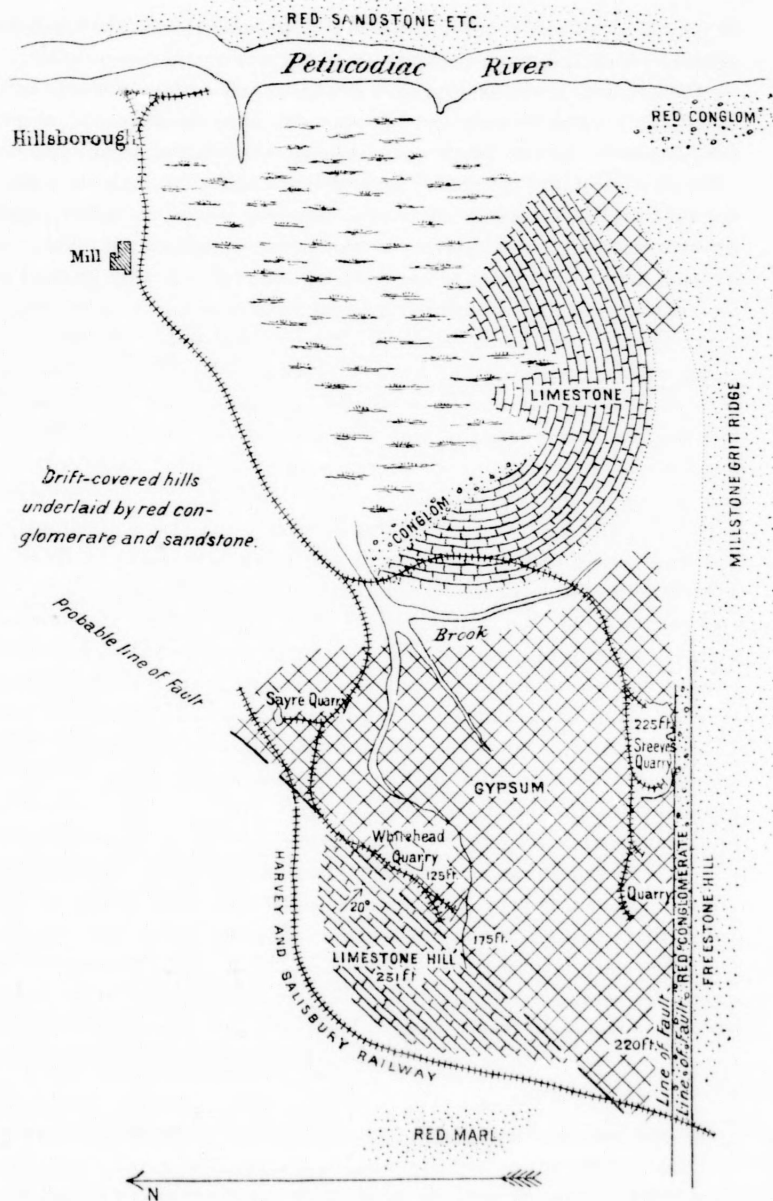 RED SANDSTONE ETC.
Petircodiac River
RED CONGLOM.
Hillsborough
Mill
LIMESTONE
MILLSTONE GRIT RIDGE
Drift-covered hills
underlaid by red con-
glomerate and sandstone.
CONGLOM
Probable line of Fault
Brook
Sayre Quarry
225 ft.
Steeves
Quarry
GYPSUM
Whitehead
Quarry
125 ft.
20°
Quarry
175 ft.
LIMESTONE HILL
231 ft
HARVEY AND SALISBURY RAILWAY
220 ft.
Line of Fault
RED CONGLOMERATE
Line of Fault
FREESTONE HILL
RED MARL
N